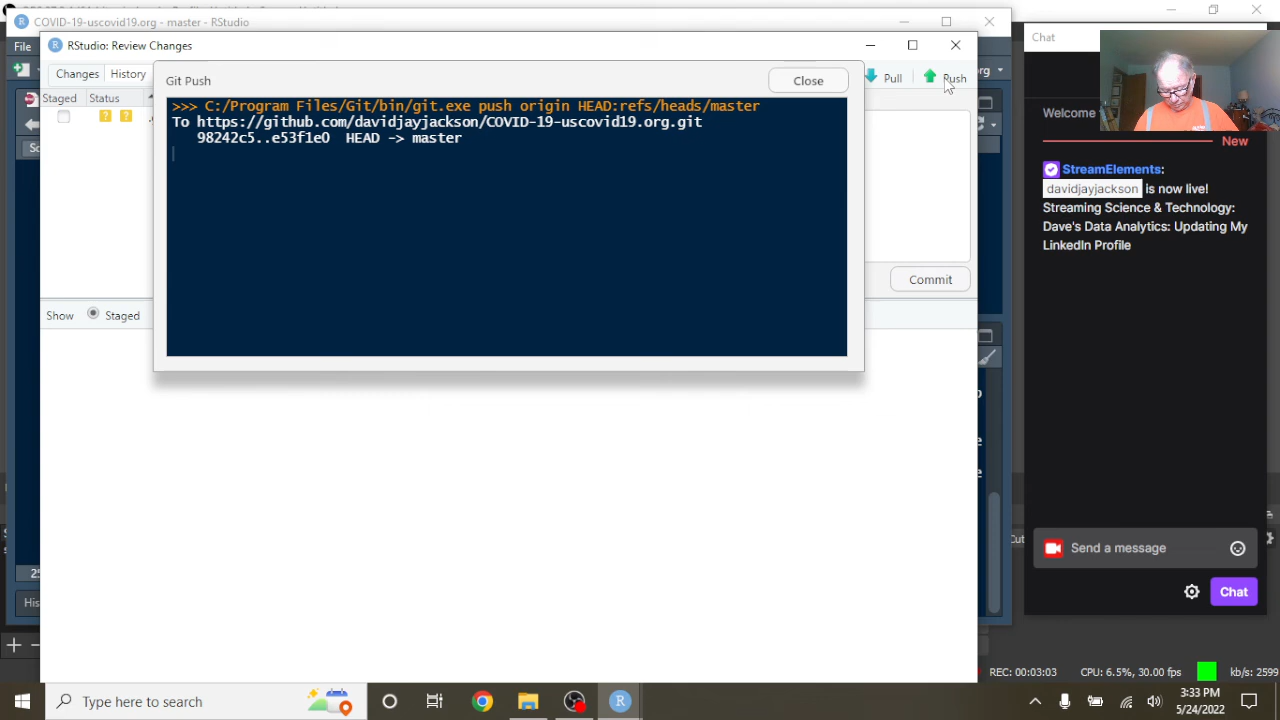 COVID-19-uscovid19.org - master - RStudio
File
RStudio: Review Changes
Changes
History
Pull
Push
Staged
Status
Git Push
Close
>>> C:/Program Files/Git/bin/git.exe push origin HEAD:refs/heads/master
To https://github.com/davidjayjackson/COVID-19-uscovid19.org.git
98242c5..e53f1e0 HEAD -> master
Commit
Show
Staged
Chat
Welcome
New
StreamElements:
davidjayjackson is now live!
Streaming Science & Technology:
Dave's Data Analytics: Updating My
LinkedIn Profile
Send a message
Chat
REC: 00:03:03
CPU: 6.5%, 30.00 fps
kb/s: 2599
Type here to search
3:33 PM
5/24/2022